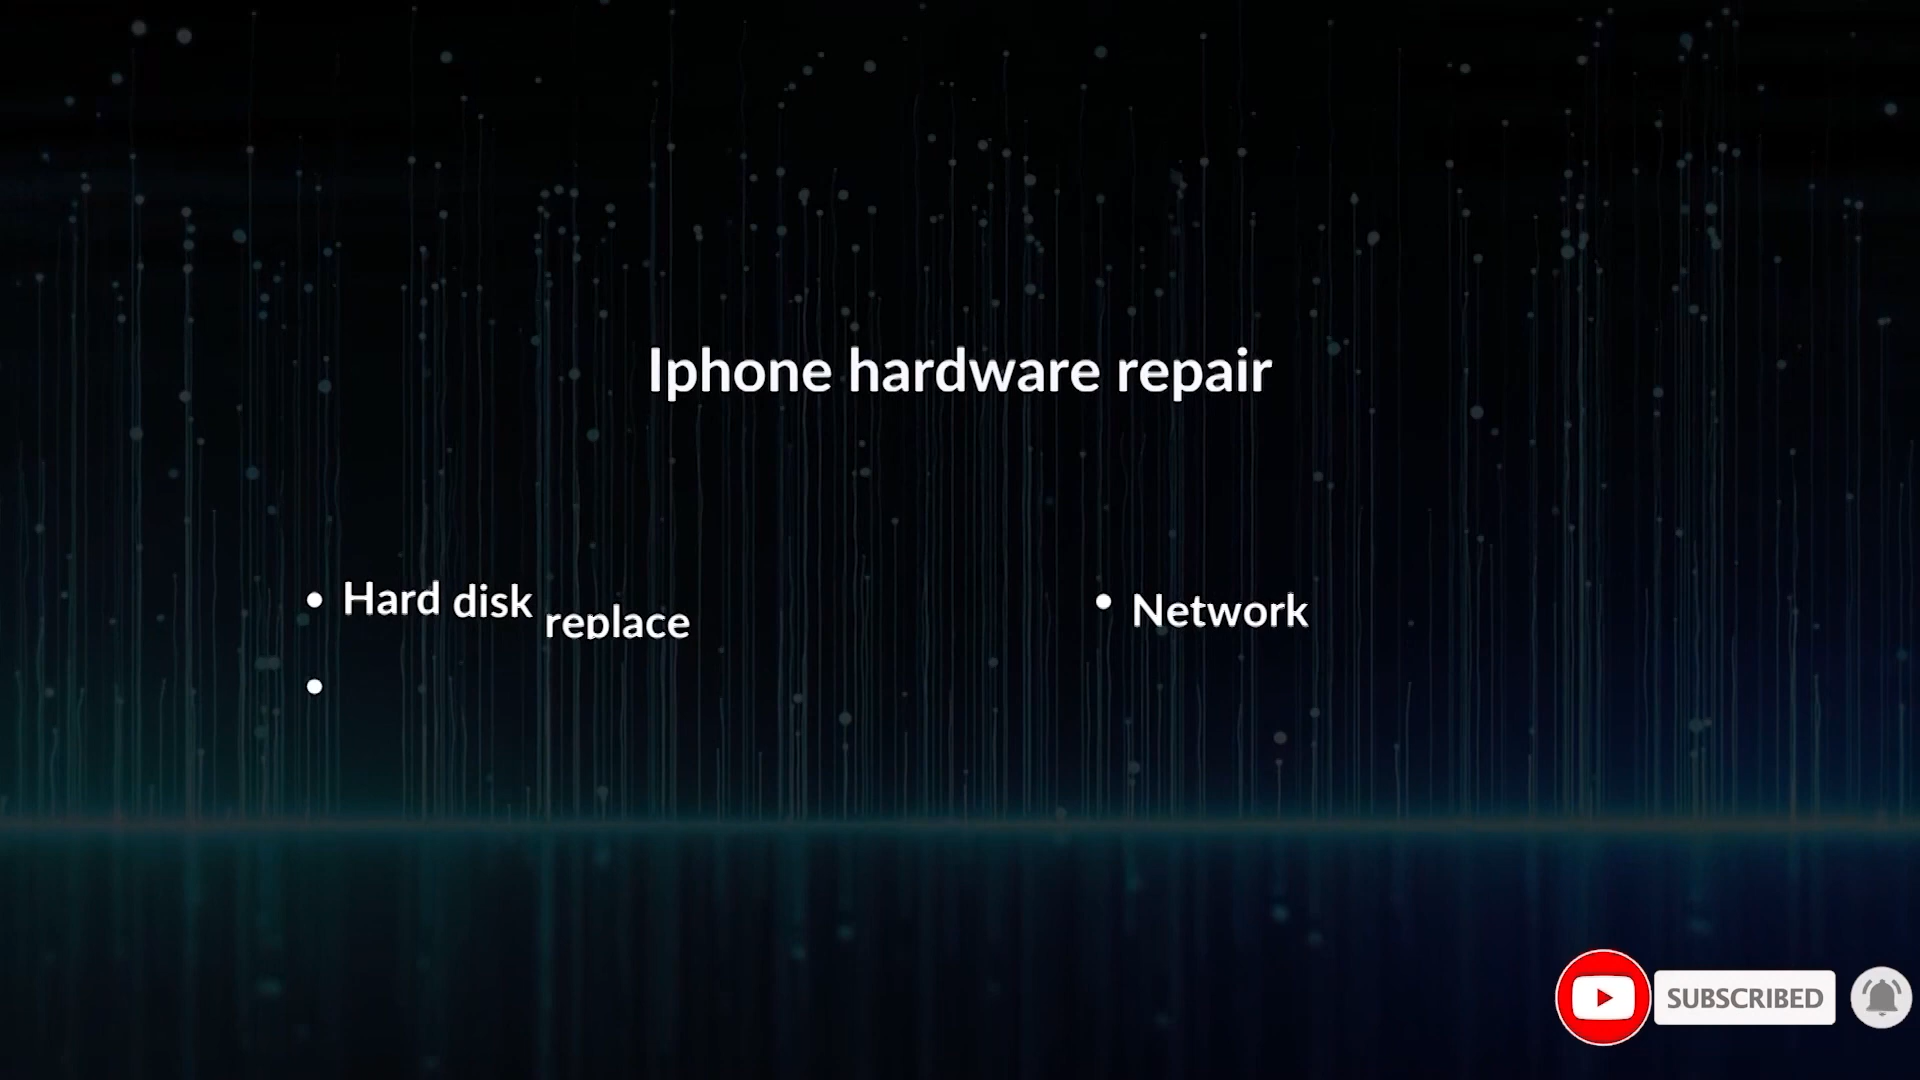 Iphone hardware repair
• Hard disk replace
• Network
•
SUBSCRIBED